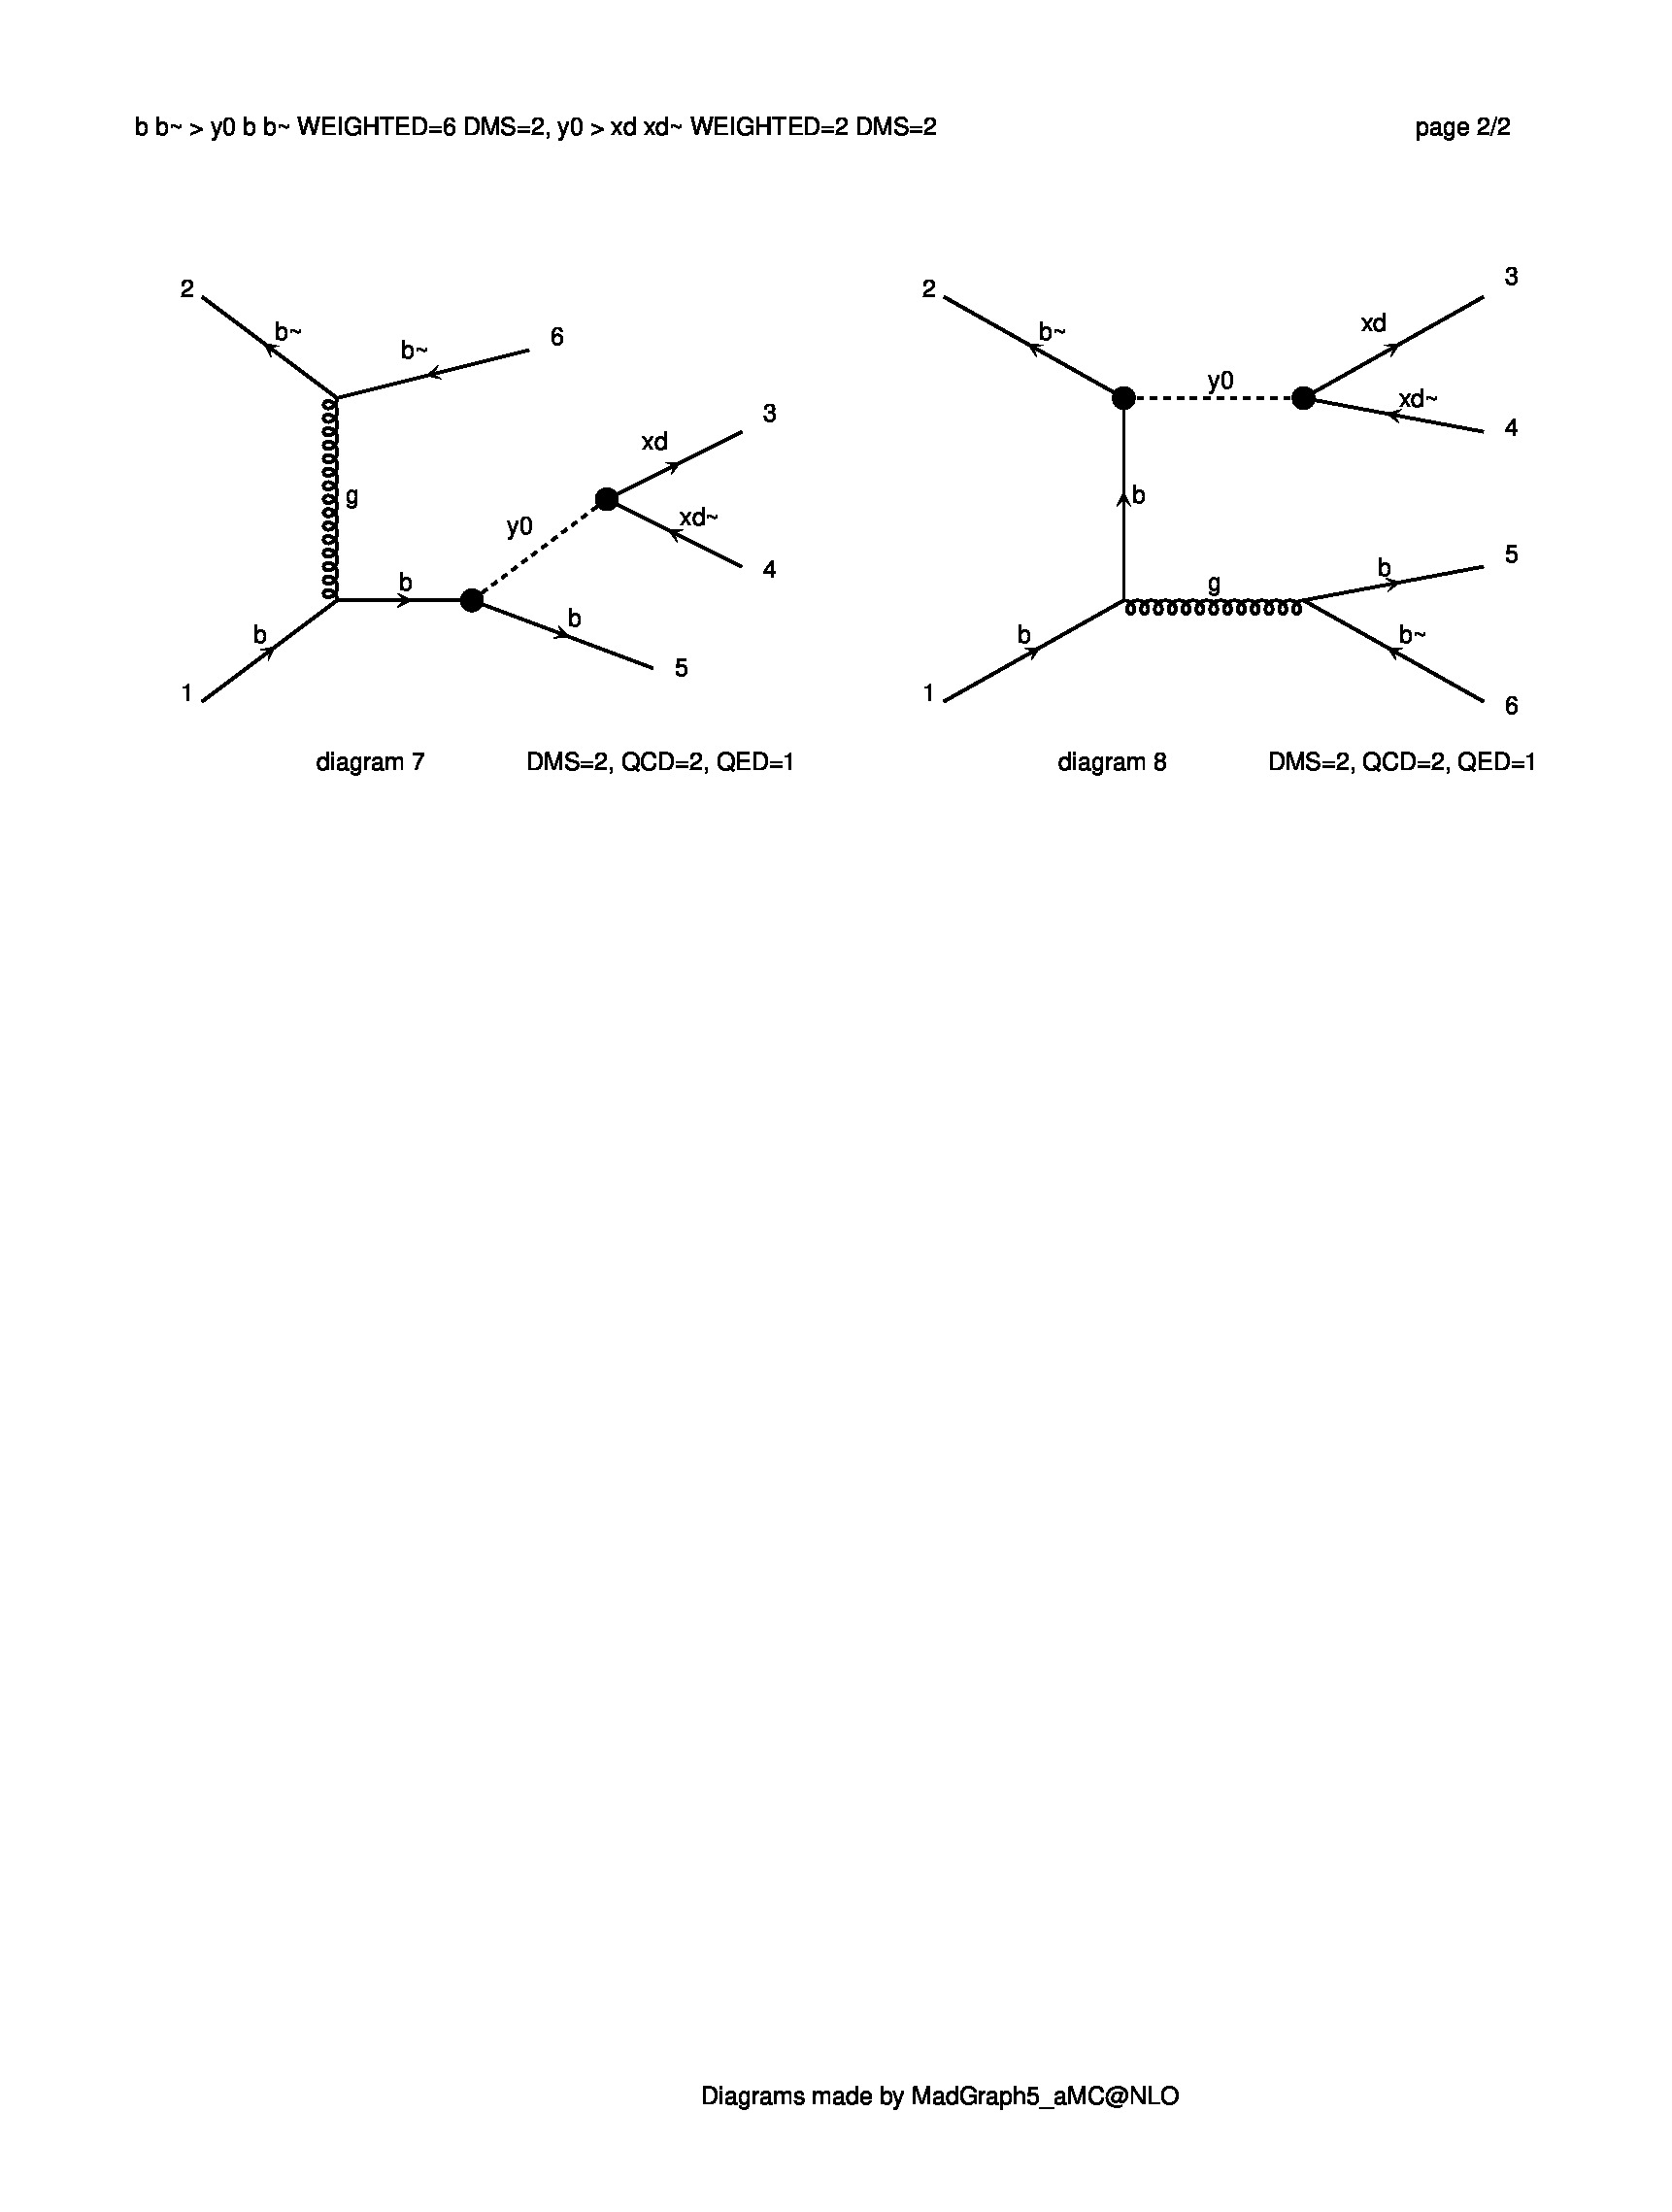 b b~ > y0 b b~ WEIGHTED=6 DMS=2, y0 > xd xd~ WEIGHTED=2 DMS=2 page 2/2
2
b~
b~
6
3
xd
g
y0
xd~
4
b
b
b
5
1
diagram 7 DMS=2, QCD=2, QED=1
2
b~
3
xd
y0
xd~
4
b
5
b
g
b
b~
1
6
diagram 8 DMS=2, QCD=2, QED=1
Diagrams made by MadGraph5_aMC@NLO